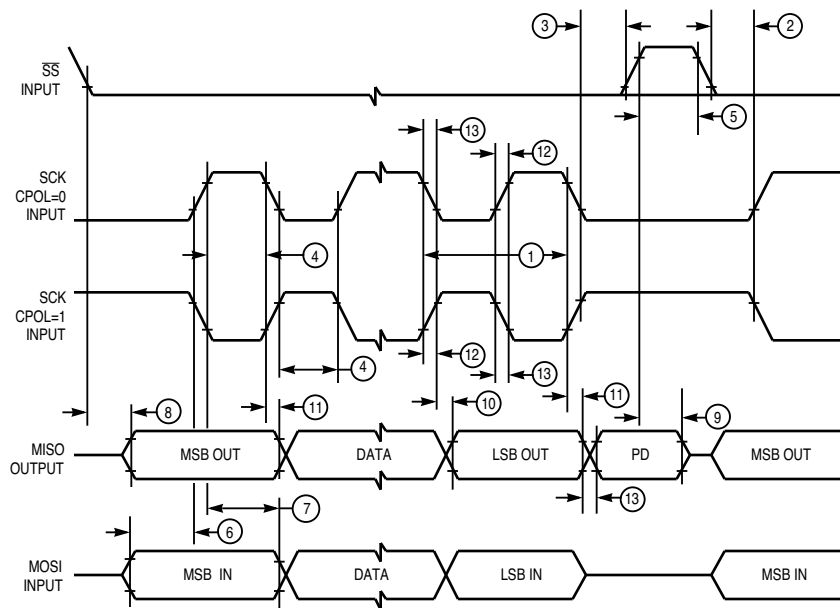 3
2
SS
INPUT
5
13
12
SCK
CPOL=0
INPUT
4
1
SCK
CPOL=1
INPUT
12
4
13
8
11
10
11
9
MISO
OUTPUT
MSB OUT
DATA
LSB OUT
PD
MSB OUT
13
7
6
MOSI
INPUT
MSB IN
DATA
LSB IN
MSB IN